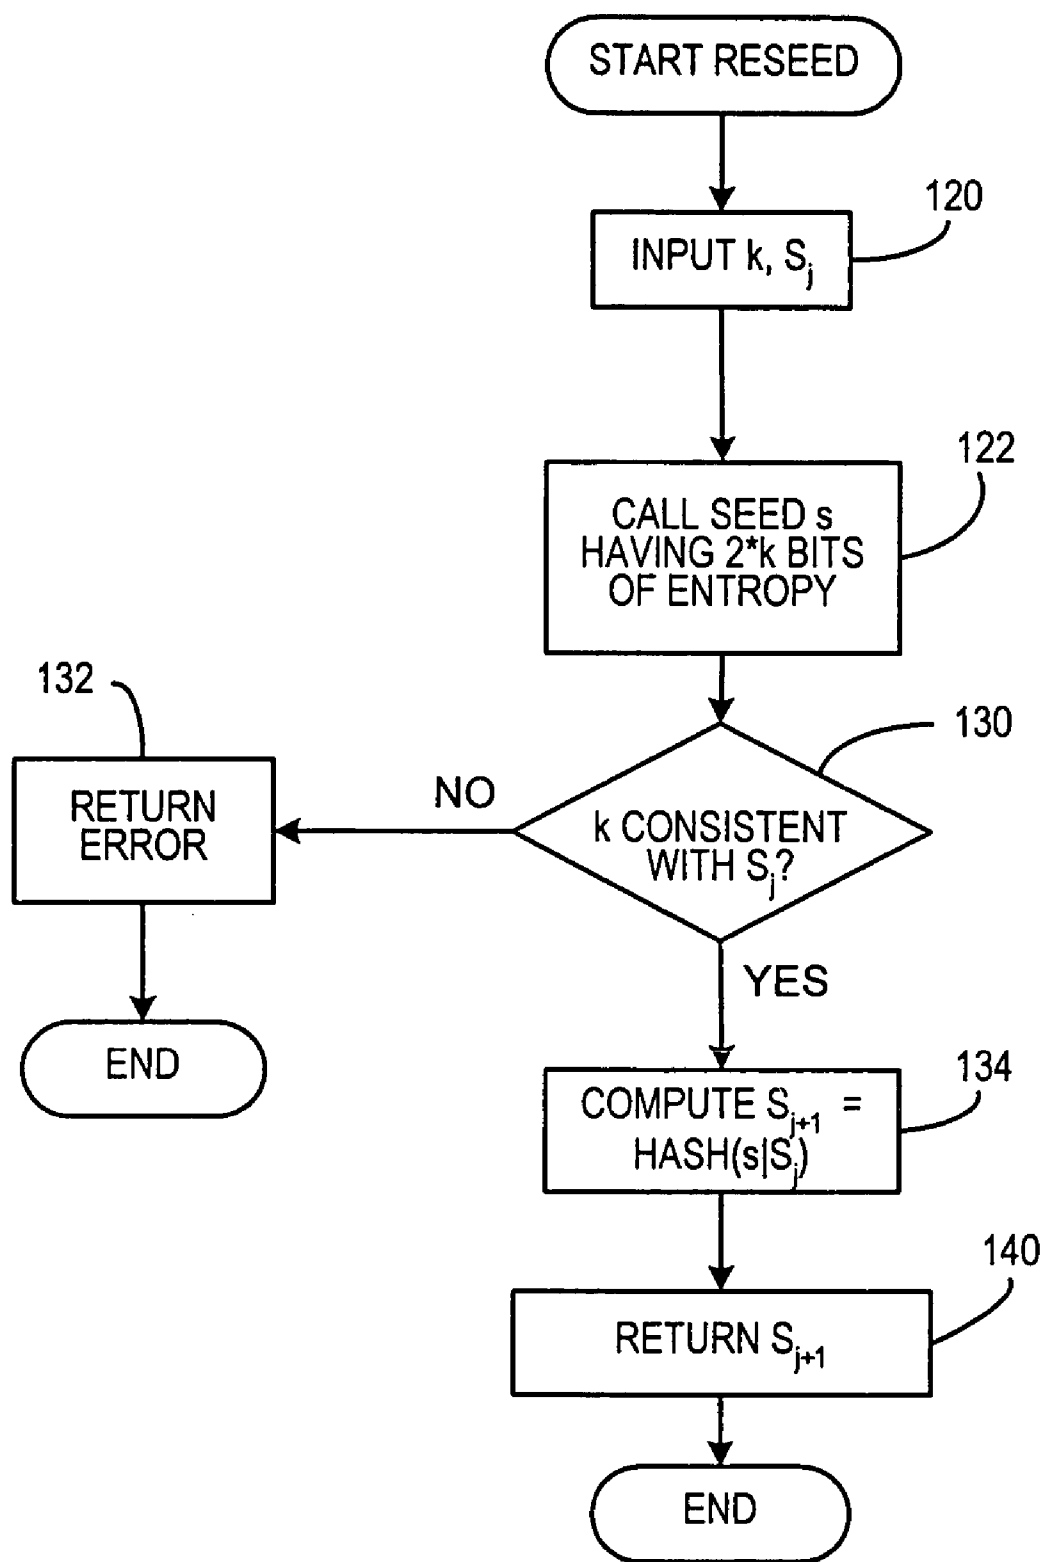 START RESEED
120
INPUT k, Sj
122
CALL SEED s
HAVING 2*k BITS
OF ENTROPY
132
130
NO
RETURN
ERROR
k CONSISTENT
WITH Sj?
YES
END
134
COMPUTE Sj+1 =
HASH(s|Sj)
140
RETURN Sj+1
END